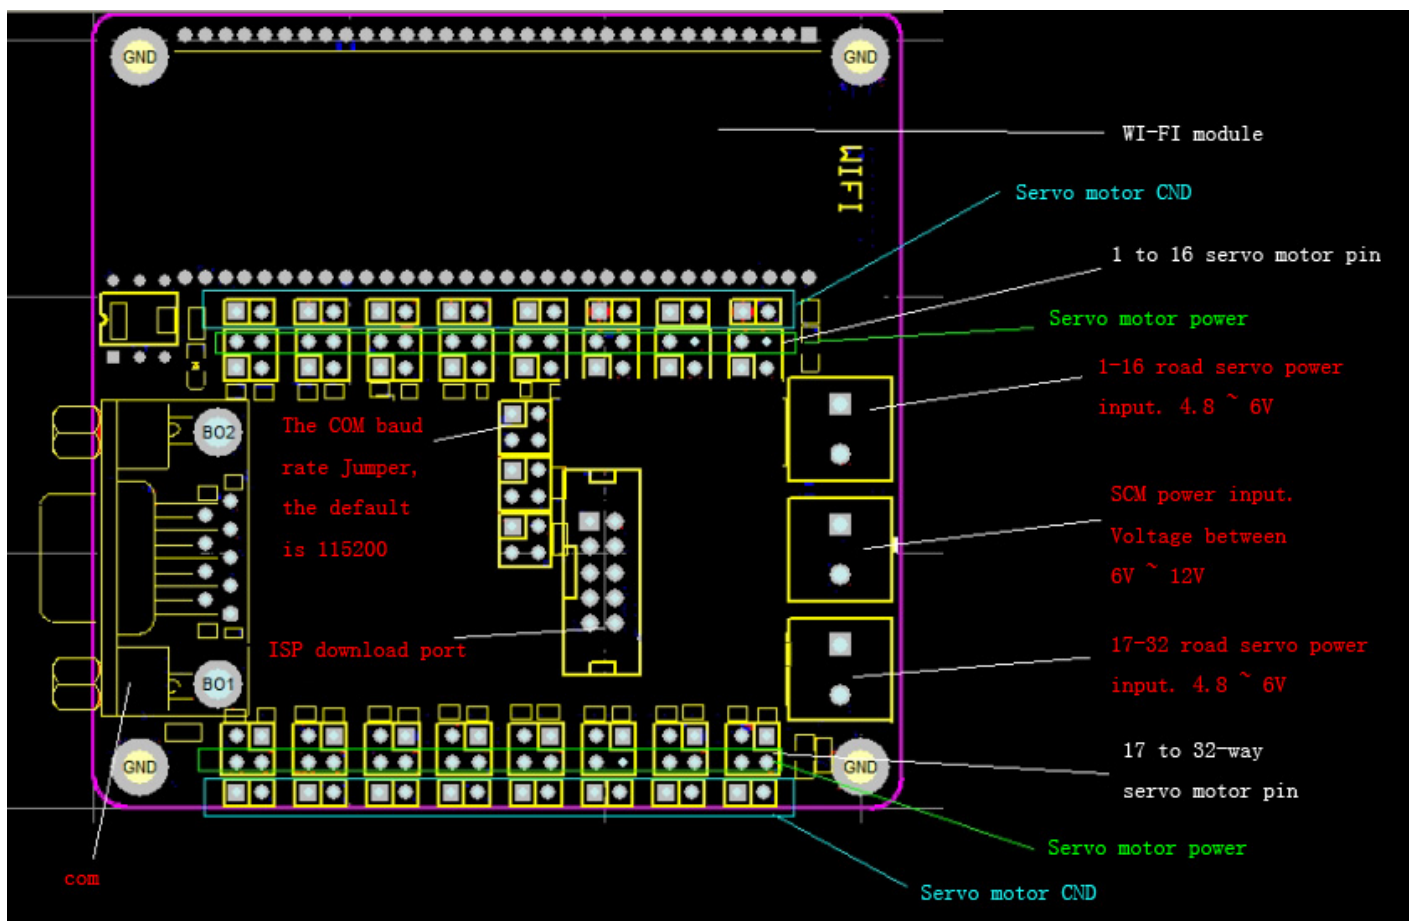 GND
GND
WI-FI module
WIFI
Servo motor CND
1 to 16 servo motor pin
Servo motor power
1-16 road servo power
input. 4.8 ~ 6V
BO2
The COM baud
rate Jumper,
the default
is 115200
SCM power input.
Voltage between
6V ~ 12V
ISP download port
17-32 road servo power
input. 4.8 ~ 6V
BO1
GND
GND
17 to 32-way
servo motor pin
Servo motor power
com
Servo motor CND